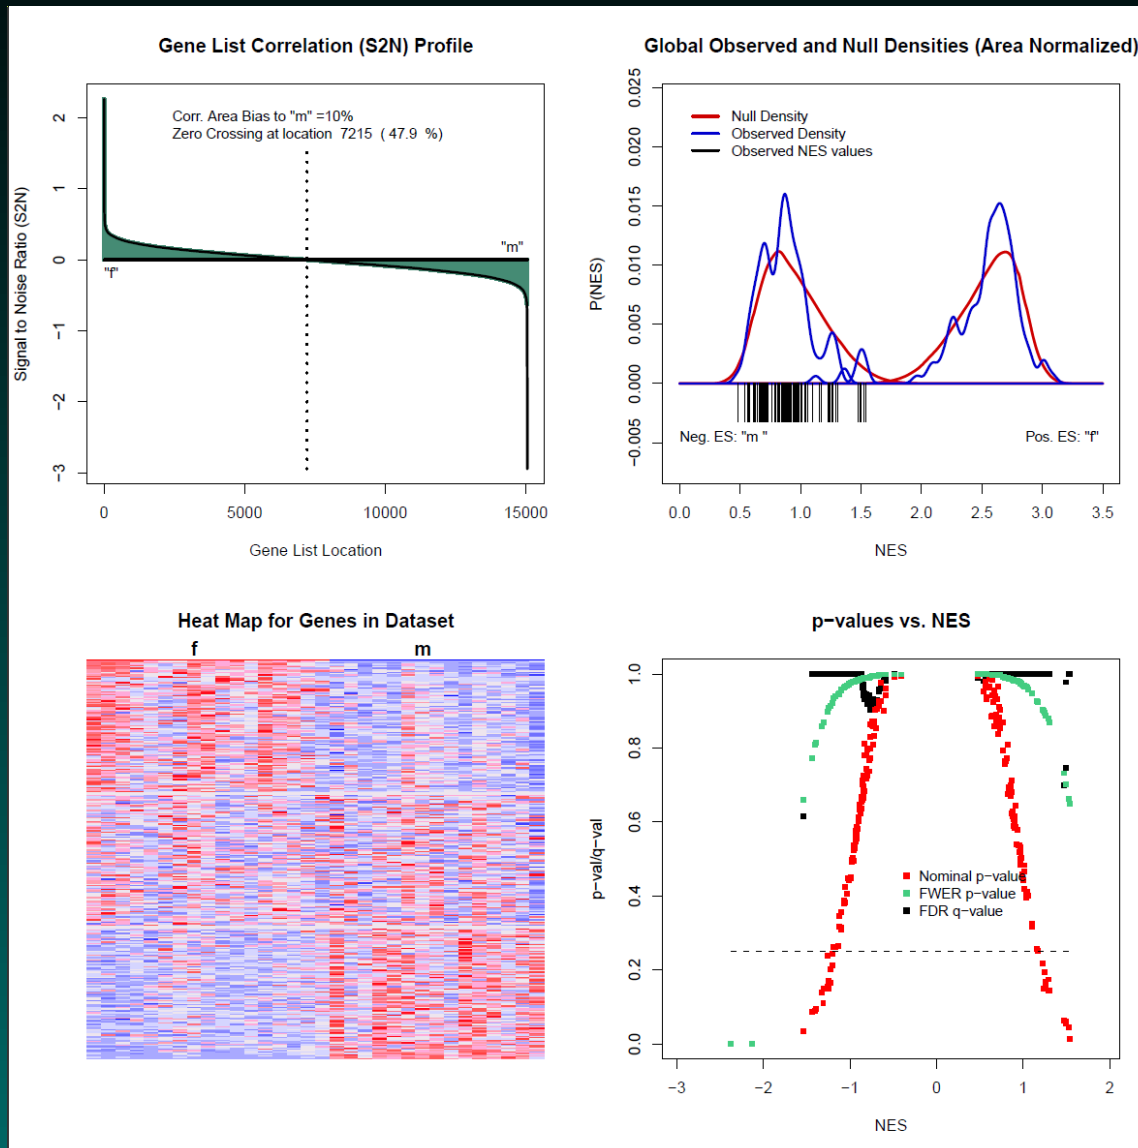 Gene List Correlation (S2N) Profile
Corr. Area Bias to "m" =10%
Zero Crossing at location 7215 ( 47.9 %)
"m"
"f"
Signal to Noise Ratio (S2N)
2
1
0
−1
−2
−3
0 5000 10000 15000
Gene List Location
Global Observed and Null Densities (Area Normalized)
Null Density
Observed Density
Observed NES values
P(NES)
0.025
0.020
0.015
0.010
0.005
0.000
−0.005
Neg. ES: "m "
Pos. ES: "f"
0.0 0.5 1.0 1.5 2.0 2.5 3.0 3.5
NES
Heat Map for Genes in Dataset
f m
p−values vs. NES
p−val/q−val
1.0
0.8
0.6
0.4
0.2
0.0
Nominal p−value
FWER p−value
FDR q−value
−3 −2 −1 0 1 2
NES